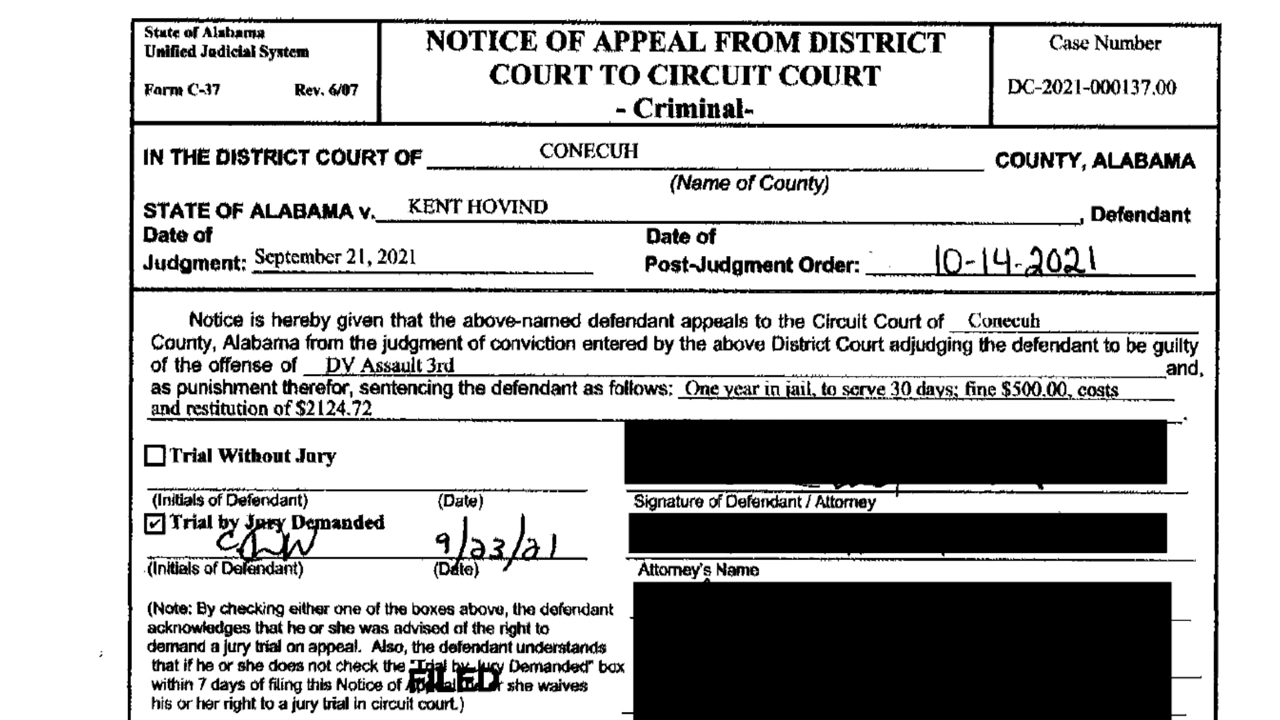 State of Alabama
Unified Judicial System
Form C-37 Rev. 6/07
NOTICE OF APPEAL FROM DISTRICT
COURT TO CIRCUIT COURT
- Criminal-
Case Number
DC-2021-000137.00
IN THE DISTRICT COURT OF CONECUH COUNTY, ALABAMA
(Name of County)
STATE OF ALABAMA v. KENT HOVIND, Defendant
Date of
Judgment: September 21, 2021
Date of
Post-Judgment Order: 10-14-2021
Notice is hereby given that the above-named defendant appeals to the Circuit Court of Conecuh
County, Alabama from the judgment of conviction entered by the above District Court adjudging the defendant to be guilty
of the offense of DV Assault 3rd and,
as punishment therefor, sentencing the defendant as follows: One year in jail, to serve 30 days; fine $500.00, costs
and restitution of $2124.72.
Trial Without Jury
(Initials of Defendant) (Date)
Signature of Defendant / Attorney
Trial by Jury Demanded
9/23/21
(Initials of Defendant) (Date)
Attorney's Name
(Note: By checking either one of the boxes above, the defendant
acknowledges that he or she was advised of the right to
demand a jury trial on appeal. Also, the defendant understands
that if he or she does not check the "Trial by Jury Demanded" box
within 7 days of filing this Notice of she waives
FILED
his or her right to a jury trial in circuit court.)